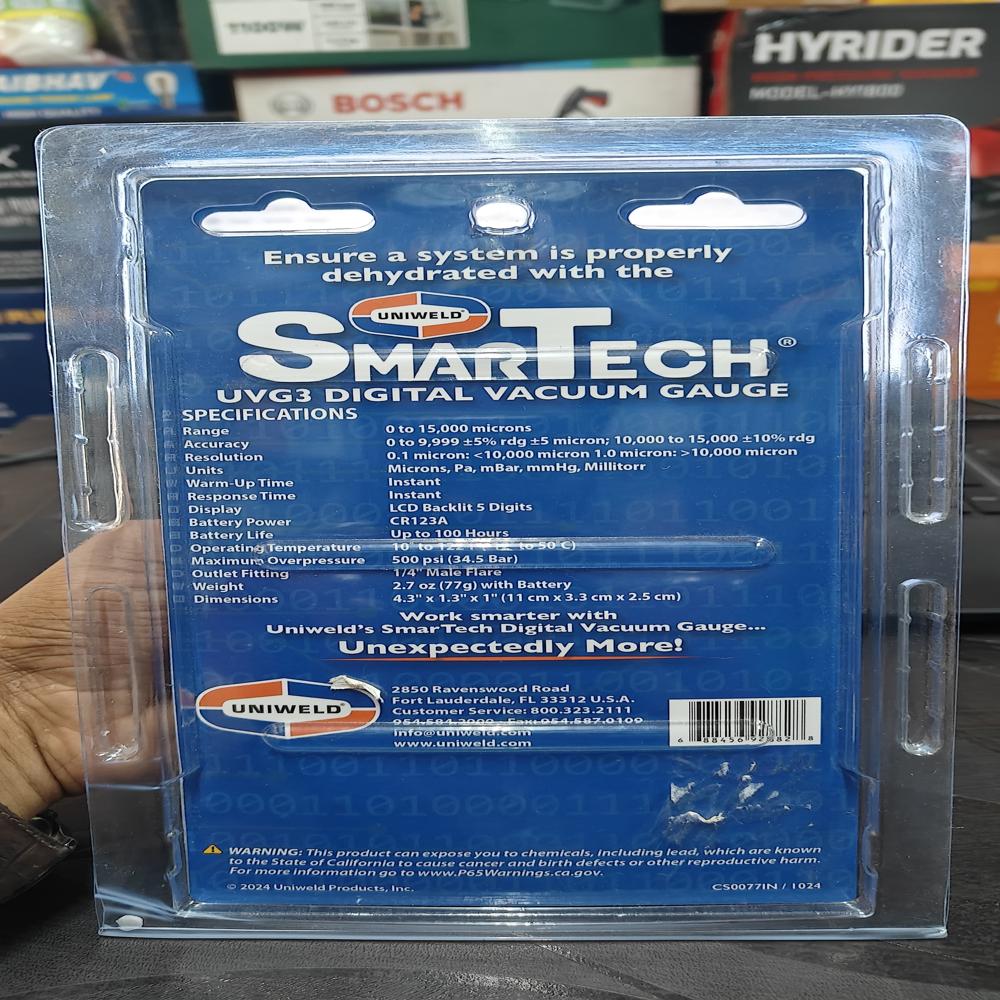 HYRIDER
BOSCH
Ensure a system is properly
dehydrated with the
UNIWELD®
SMARTECH®
UVG3 DIGITAL VACUUM GAUGE
SPECIFICATIONS
Range 0 to 15,000 microns
Accuracy 0 to 9,999 ±5% rdg ±5 micron; 10,000 to 15,000 ±10% rdg
Resolution 0.1 micron: <10,000 micron 1.0 micron: >10,000 micron
Units Microns, Pa, mBar, mmHg, Millitorr
Warm-Up Time Instant
Response Time Instant
Display LCD Backlit 5 Digits
Battery Power CR123A
Battery Life Up to 100 Hours
Operating Temperature to 50°C)
Maximum Overpressure 500 psi (34.5 Bar)
Outlet Fitting 1/4" Male Flare
Weight 2.7 oz (77g) with Battery
Dimensions 4.3" x 1.3" x 1" (11 cm x 3.3 cm x 2.5 cm)
Work smarter with
Uniweld's SmarTech Digital Vacuum Gauge...
Unexpectedly More!
UNIWELD®
2850 Ravenswood Road
Fort Lauderdale, FL 33312 U.S.A.
Customer Service: 800.323.2111
954.584.2000, Fax: 954.587.0109
info@uniweld.com
www.uniweld.com
WARNING: This product can expose you to chemicals, including lead, which are known
to the State of California to cause cancer and birth defects or other reproductive harm.
For more information go to www.P65Warnings.ca.gov.
© 2024 Uniweld Products, Inc. CS0077IN / 1024